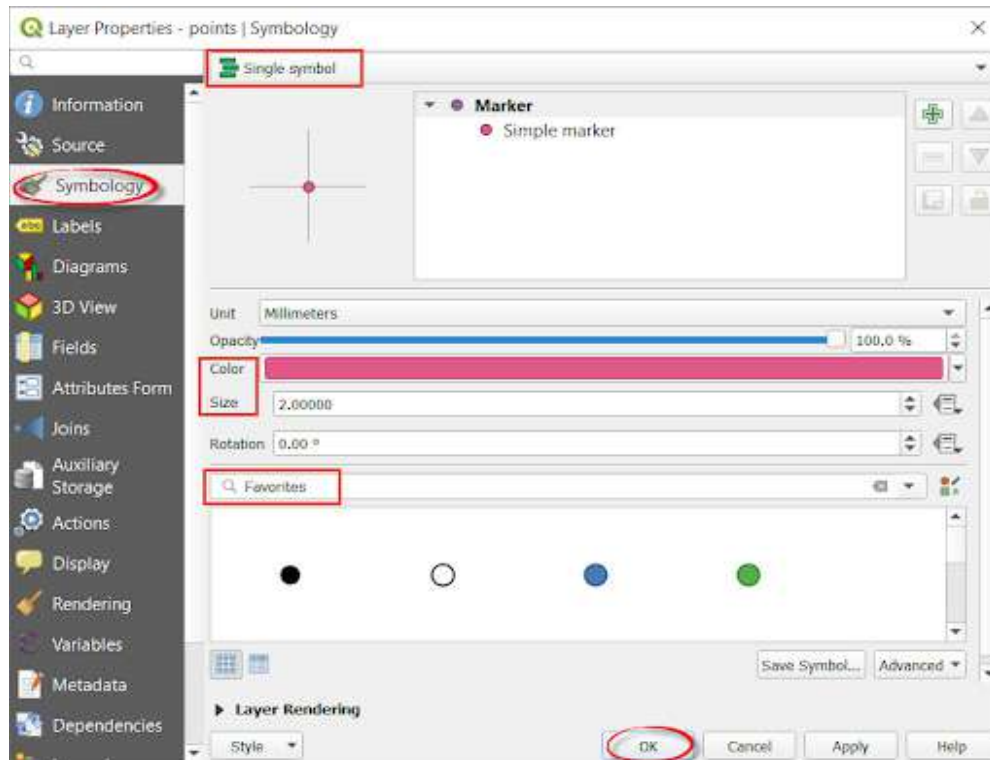 Layer Properties - points | Symbology
Single symbol
Information
Source
Symbology
Labels
Diagrams
3D View
Fields
Attributes Form
Joins
Auxiliary
Storage
Actions
Display
Rendering
Variables
Metadata
Dependencies
Marker
Simple marker
Unit Millimeters
Opacity 100,0 %
Color
Size 2.00000
Rotation 0.00 °
Favorites
Save Symbol... Advanced
Layer Rendering
Style OK Cancel Apply Help